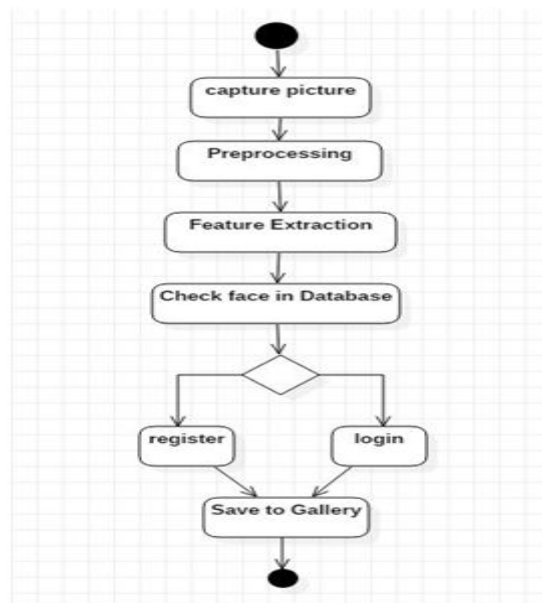 capture picture
Preprocessing
Feature Extraction
Check face in Database
register
login
Save to Gallery